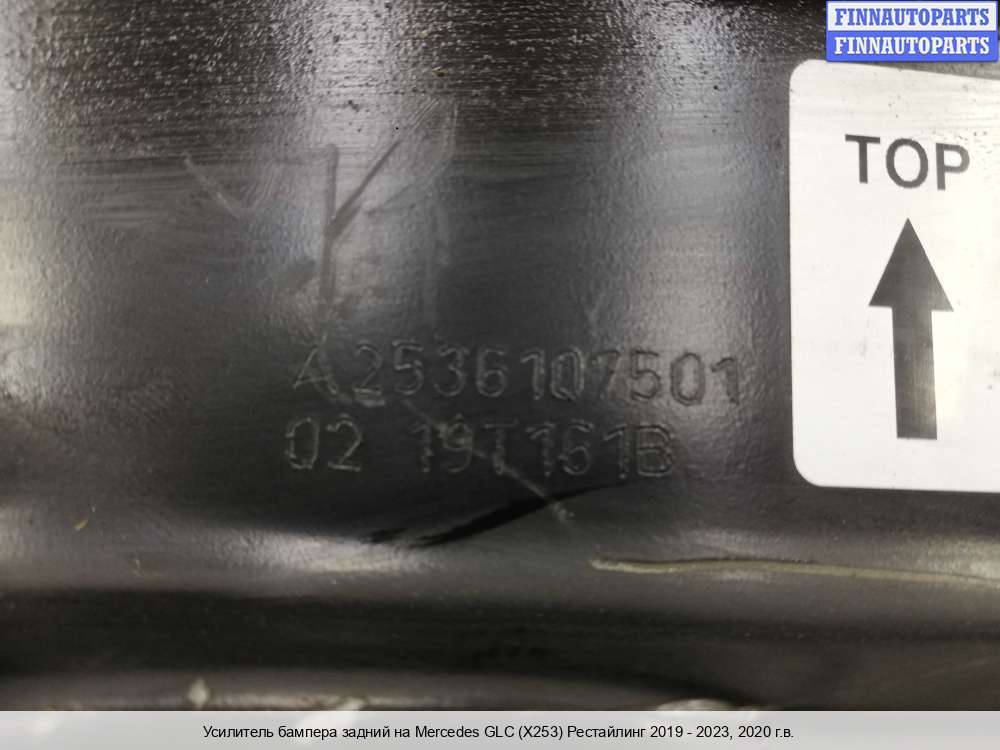 FINNAUTOPARTS
FINNAUTOPARTS
TOP
A2536107501
02 19T161B
Усилитель бампера задний на Mercedes GLC (X253) Рестайлинг 2019 - 2023, 2020 г.в.